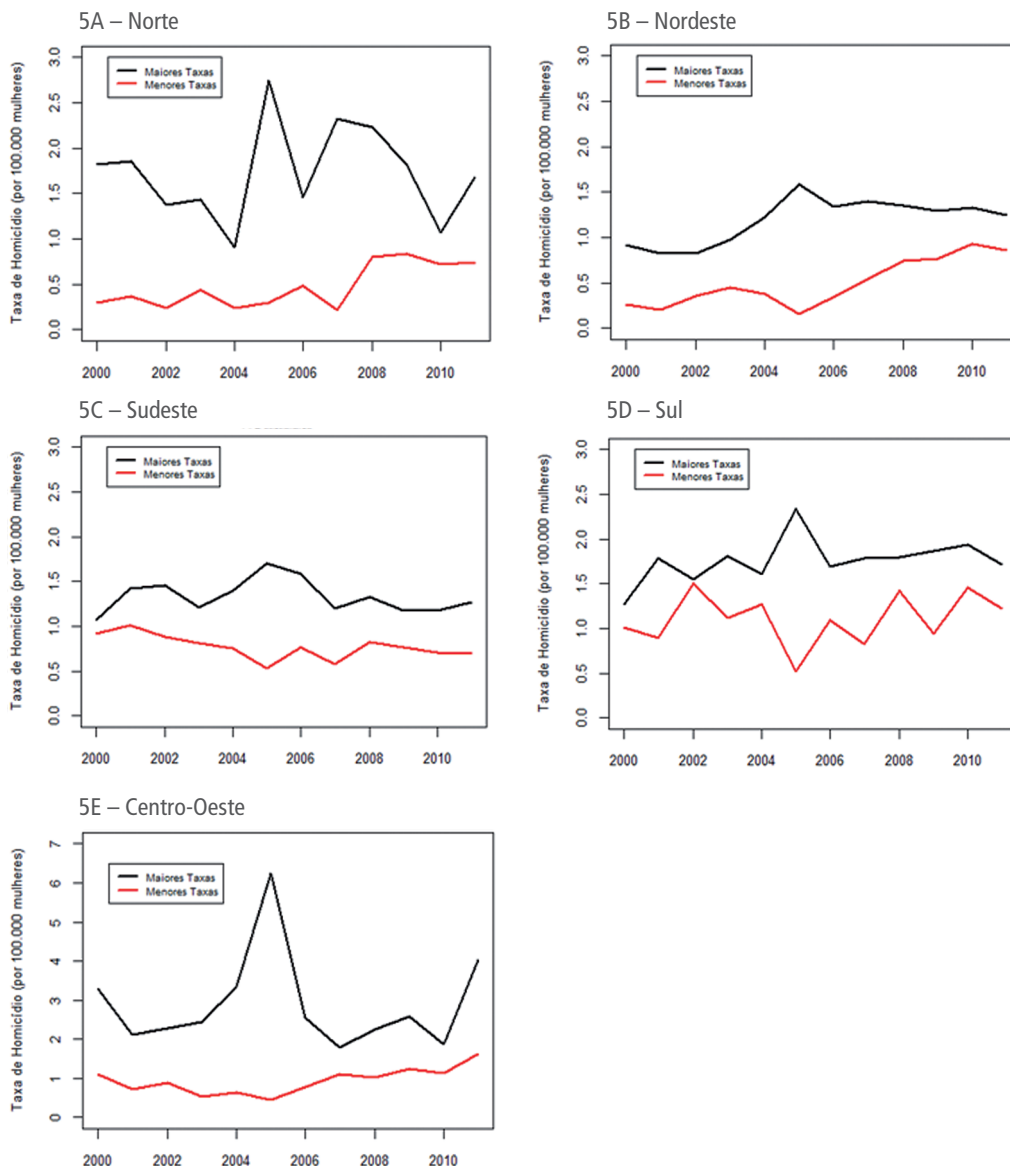 5A – Norte
Taxa de Homicídio (por 100.000 mulheres)
3.0
2.5
2.0
1.5
1.0
0.5
0.0
Maiores Taxas
Menores Taxas
2000 2002 2004 2006 2008 2010
5B – Nordeste
Taxa de Homicídio (por 100.000 mulheres)
3.0
2.5
2.0
1.5
1.0
0.5
0.0
Maiores Taxas
Menores Taxas
2000 2002 2004 2006 2008 2010
5C – Sudeste
Taxa de Homicídio (por 100.000 mulheres)
3.0
2.5
2.0
1.5
1.0
0.5
0.0
Maiores Taxas
Menores Taxas
2000 2002 2004 2006 2008 2010
5D – Sul
Taxa de Homicídio (por 100.000 mulheres)
3.0
2.5
2.0
1.5
1.0
0.5
0.0
Maiores Taxas
Menores Taxas
2000 2002 2004 2006 2008 2010
5E – Centro-Oeste
Taxa de Homicídio (por 100.000 mulheres)
7
6
5
4
3
2
1
0
Maiores Taxas
Menores Taxas
2000 2002 2004 2006 2008 2010